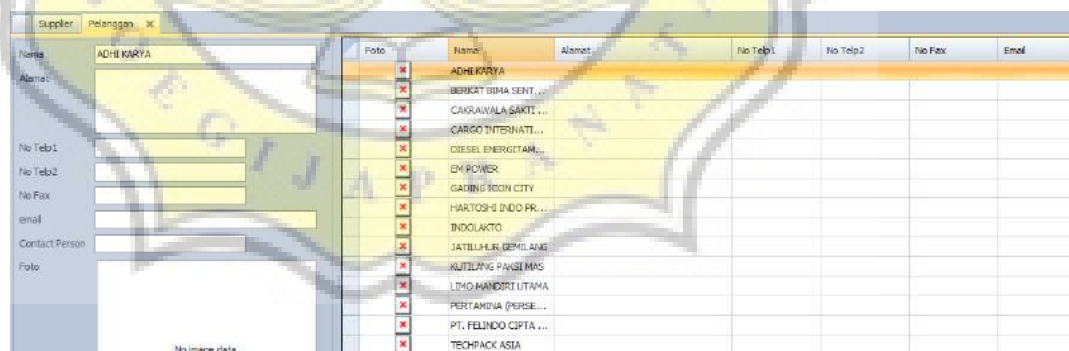 Supplier Pelanggan
Nama ADHI KARYA
Alamat
No Telp1
No Telp2
No Fax
email
Contact Person
Foto
No image data
Foto Nama Alamat No Telp1 No Telp2 No Fax Email
ADHI KARYA
BERKAT BIMA SENT...
CAKRAWALA SAKTI ...
CARGO INTERNATI...
DIESEL ENERGITAM...
EM POWER
GADING ICON CITY
HARTOSHI INDO PR...
INDOLAKTO
JATILUHUR GEMILANG
KUTILANG PAKSI MAS
LIMO MANDIRI UTAMA
PERTAMINA (PERSE...
PT. FELINDO CIPTA ...
TECHPACK ASIA